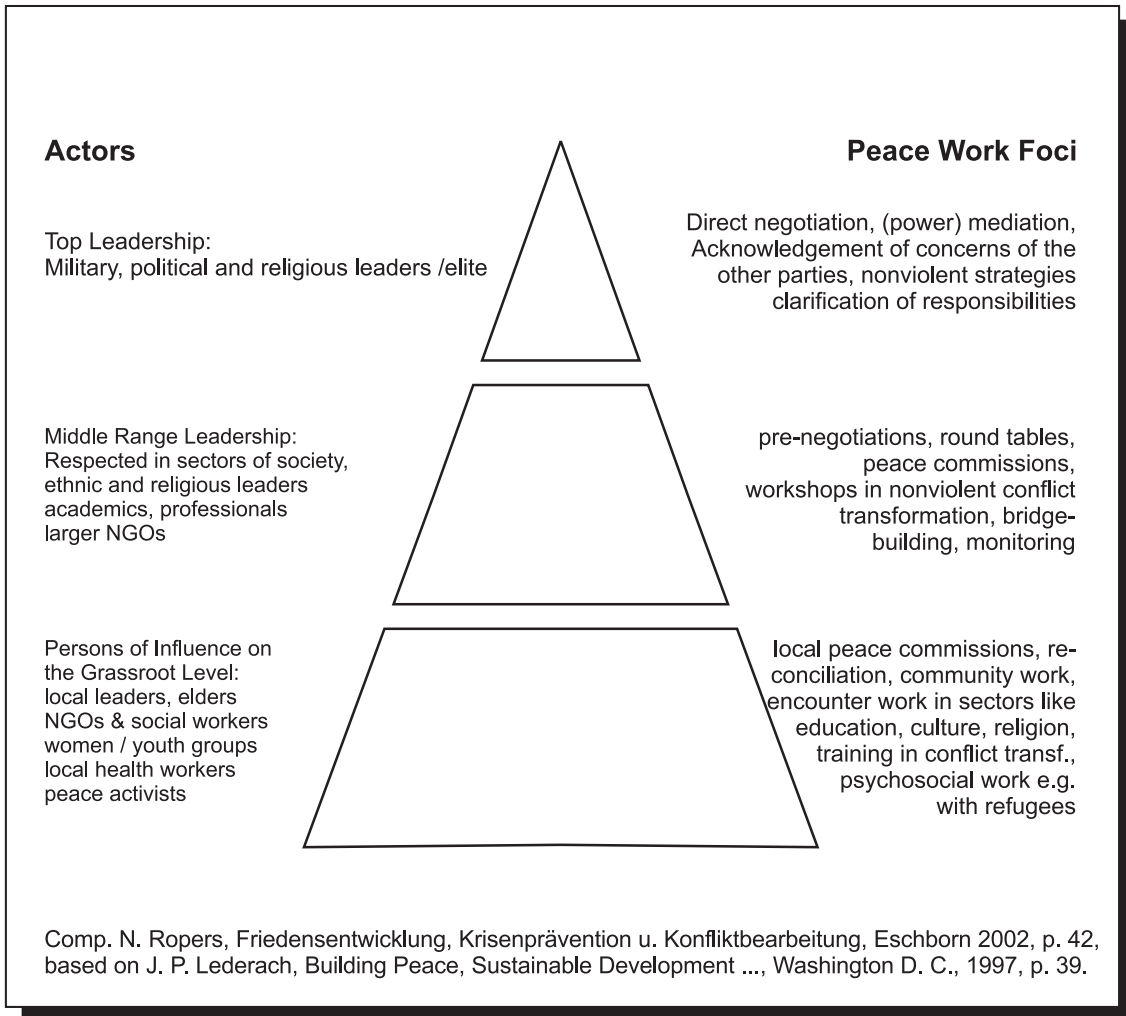 Actors
Peace Work Foci
Top Leadership:
Military, political and religious leaders /elite
Direct negotiation, (power) mediation,
Acknowledgement of concerns of the
other parties, nonviolent strategies
clarification of responsibilities
Middle Range Leadership:
Respected in sectors of society,
ethnic and religious leaders
academics, professionals
larger NGOs
pre-negotiations, round tables,
peace commissions,
workshops in nonviolent conflict
transformation, bridge-
building, monitoring
Persons of Influence on
the Grassroot Level:
local leaders, elders
NGOs & social workers
women / youth groups
local health workers
peace activists
local peace commissions, re-
conciliation, community work,
encounter work in sectors like
education, culture, religion,
training in conflict transf.,
psychosocial work e.g.
with refugees
Comp. N. Ropers, Friedensentwicklung, Krisenprävention u. Konfliktbearbeitung, Eschborn 2002, p. 42,
based on J. P. Lederach, Building Peace, Sustainable Development ..., Washington D. C., 1997, p. 39.